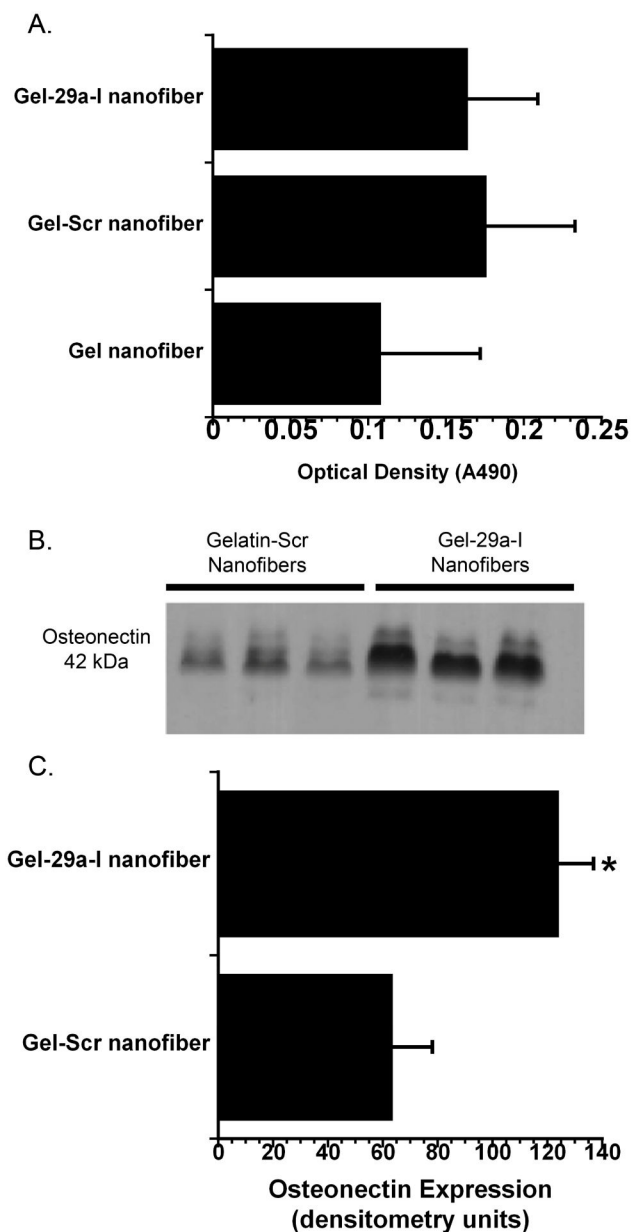 A.
Gel-29a-I nanofiber
Gel-Scr nanofiber
Gel nanofiber
0 0.05 0.1 0.15 0.2 0.25
Optical Density (A490)
B.
Gelatin-Scr
Nanofibers
Gel-29a-I
Nanofibers
Osteonectin
42 kDa
C.
Gel-29a-I nanofiber
*
Gel-Scr nanofiber
0 20 40 60 80 100 120 140
Osteonectin Expression
(densitometry units)